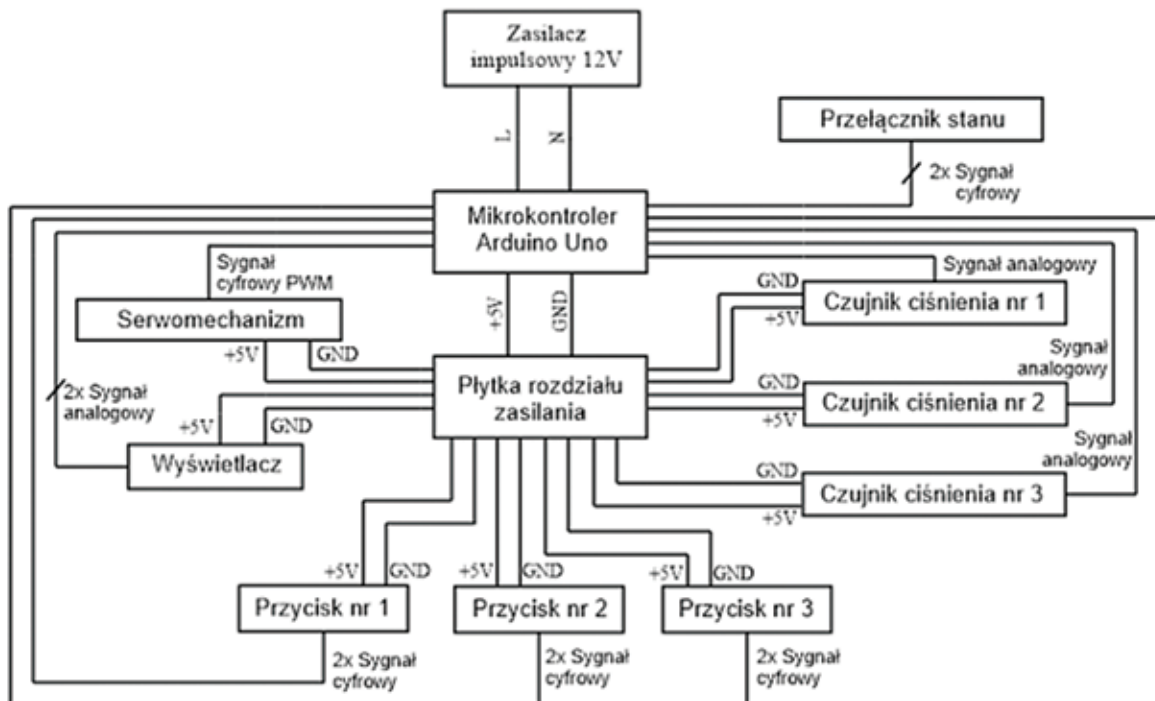 Zasilacz
impulsowy 12V
L
N
Przełącznik stanu
2x Sygnał
cyfrowy
Mikrokontroler
Arduino Uno
Sygnał
cyfrowy PWM
Sygnał analogowy
GND
Czujnik ciśnienia nr 1
+5V
Serwomechanizm
+5V
GND
+5V
GND
Płytka rozdziału
zasilania
Sygnał
analogowy
GND
Czujnik ciśnienia nr 2
+5V
2x Sygnał
analogowy
+5V
GND
Wyświetlacz
Sygnał
analogowy
GND
Czujnik ciśnienia nr 3
+5V
+5V
GND
+5V
GND
+5V
GND
Przycisk nr 1
Przycisk nr 2
Przycisk nr 3
2x Sygnał
cyfrowy
2x Sygnał
cyfrowy
2x Sygnał
cyfrowy